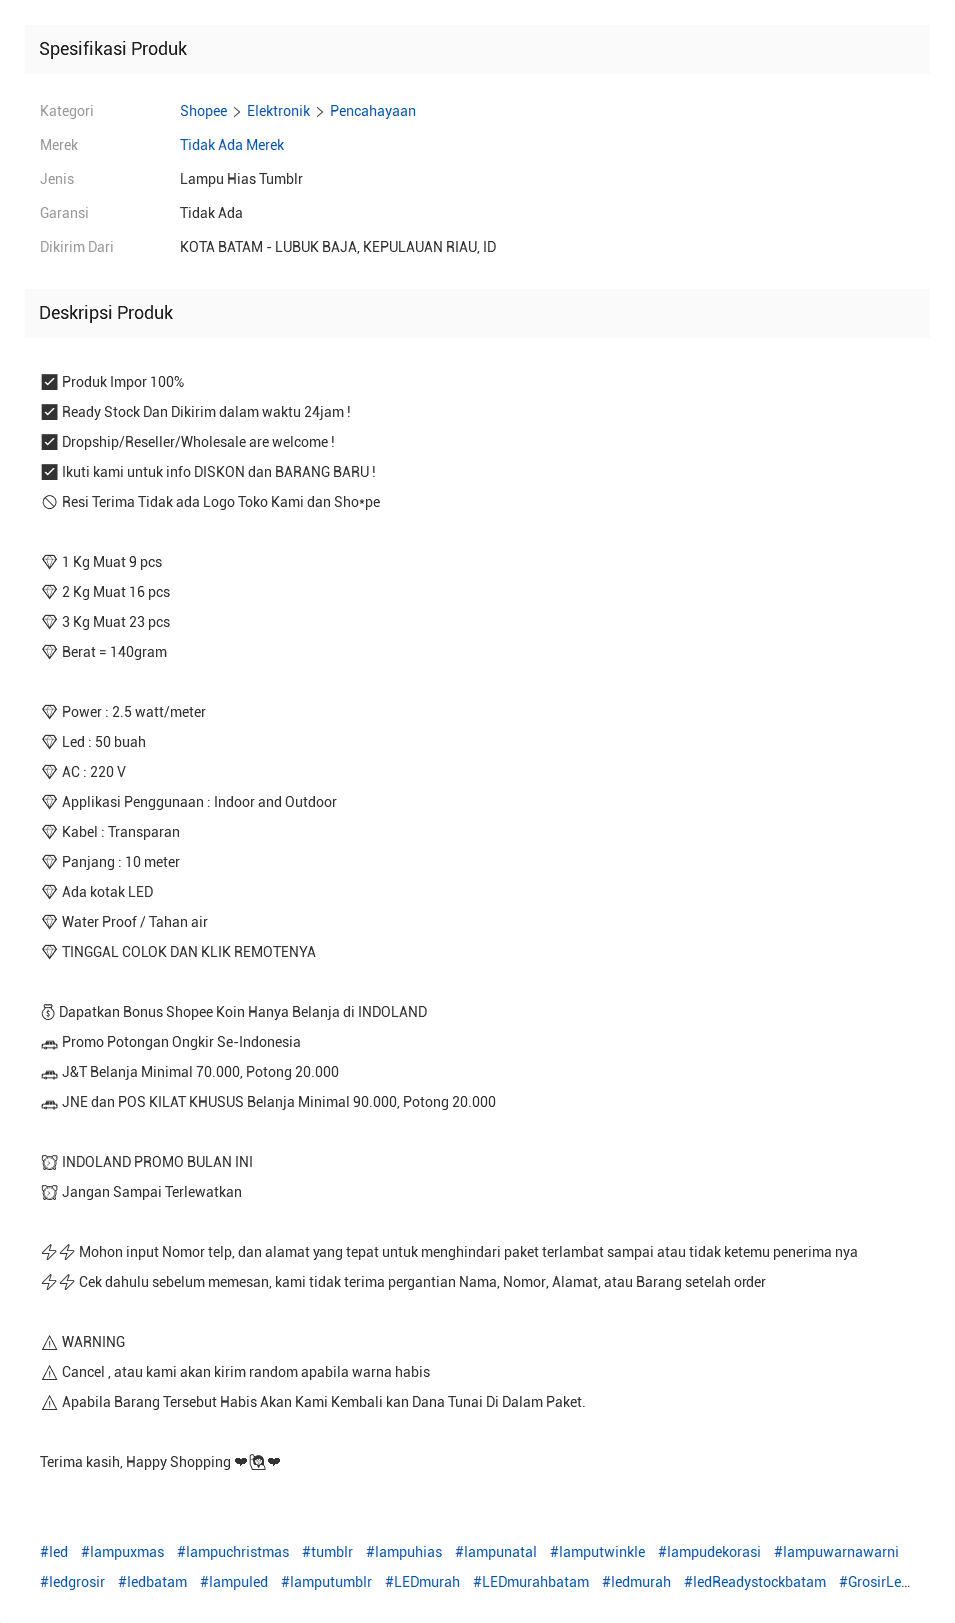 Spesifikasi Produk
Kategori Shopee > Elektronik > Pencahayaan
Merek Tidak Ada Merek
Jenis Lampu Hias Tumblr
Garansi Tidak Ada
Dikirim Dari KOTA BATAM - LUBUK BAJA, KEPULAUAN RIAU, ID
Deskripsi Produk
☑ Produk Impor 100%
☑ Ready Stock Dan Dikirim dalam waktu 24jam !
☑ Dropship/Reseller/Wholesale are welcome !
☑ Ikuti kami untuk info DISKON dan BARANG BARU !
🚫 Resi Terima Tidak ada Logo Toko Kami dan Sho*pe
💎 1 Kg Muat 9 pcs
💎 2 Kg Muat 16 pcs
💎 3 Kg Muat 23 pcs
💎 Berat = 140gram
💎 Power : 2.5 watt/meter
💎 Led : 50 buah
💎 AC : 220 V
💎 Applikasi Penggunaan : Indoor and Outdoor
💎 Kabel : Transparan
💎 Panjang : 10 meter
💎 Ada kotak LED
💎 Water Proof / Tahan air
💎 TINGGAL COLOK DAN KLIK REMOTENYA
💰 Dapatkan Bonus Shopee Koin Hanya Belanja di INDOLAND
🚗 Promo Potongan Ongkir Se-Indonesia
🚗 J&T Belanja Minimal 70.000, Potong 20.000
🚗 JNE dan POS KILAT KHUSUS Belanja Minimal 90.000, Potong 20.000
⏰ INDOLAND PROMO BULAN INI
⏰ Jangan Sampai Terlewatkan
⚡⚡ Mohon input Nomor telp, dan alamat yang tepat untuk menghindari paket terlambat sampai atau tidak ketemu penerima nya
⚡⚡ Cek dahulu sebelum memesan, kami tidak terima pergantian Nama, Nomor, Alamat, atau Barang setelah order
⚠ WARNING
⚠ Cancel , atau kami akan kirim random apabila warna habis
⚠ Apabila Barang Tersebut Habis Akan Kami Kembali kan Dana Tunai Di Dalam Paket.
Terima kasih, Happy Shopping ❤🙋❤
#led #lampuxmas #lampuchristmas #tumblr #lampuhias #lampunatal #lamputwinkle #lampudekorasi #lampuwarnawarni
#ledgrosir #ledbatam #lampuled #lamputumblr #LEDmurah #LEDmurahbatam #ledmurah #ledReadystockbatam #GrosirLe...